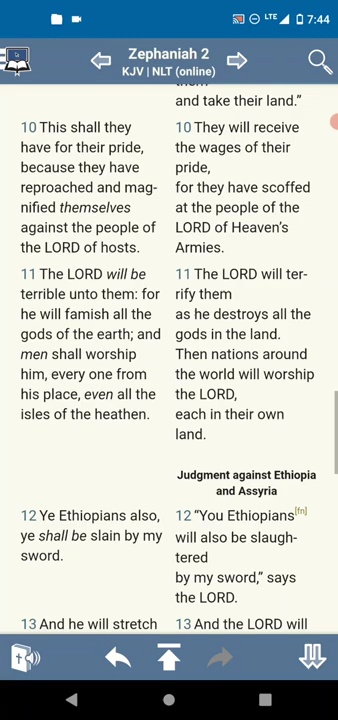 LTE 7:44
Zephaniah 2
KJV | NLT (online)
and take their land.”
10 This shall they
have for their pride,
because they have
reproached and mag-
nified themselves
against the people of
the LORD of hosts.
10 They will receive
the wages of their
pride,
for they have scoffed
at the people of the
LORD of Heaven’s
Armies.
11 The LORD will be
terrible unto them: for
he will famish all the
gods of the earth; and
men shall worship
him, every one from
his place, even all the
isles of the heathen.
11 The LORD will ter-
rify them
as he destroys all the
gods in the land.
Then nations around
the world will worship
the LORD,
each in their own
land.
Judgment against Ethiopia
and Assyria
12 Ye Ethiopians also,
ye shall be slain by my
sword.
12 “You Ethiopians[fn]
will also be slaugh-
tered
by my sword,” says
the LORD.
13 And he will stretch
13 And the LORD will